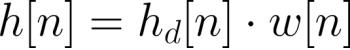 h[n] = h_d[n] · w[n]